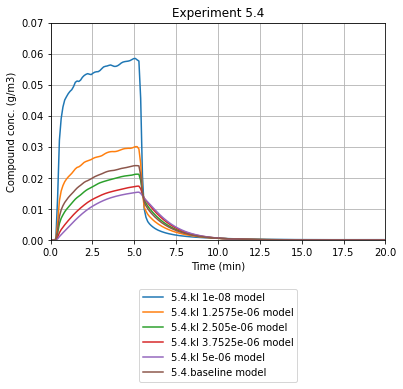 Experiment 5.4
0.07
0.06
0.05
0.04
0.03
0.02
0.01
0.00
Compound conc. (g/m3)
0.0 2.5 5.0 7.5 10.0 12.5 15.0 17.5 20.0
Time (min)
5.4.kl 1e-08 model
5.4.kl 1.2575e-06 model
5.4.kl 2.505e-06 model
5.4.kl 3.7525e-06 model
5.4.kl 5e-06 model
5.4.baseline model